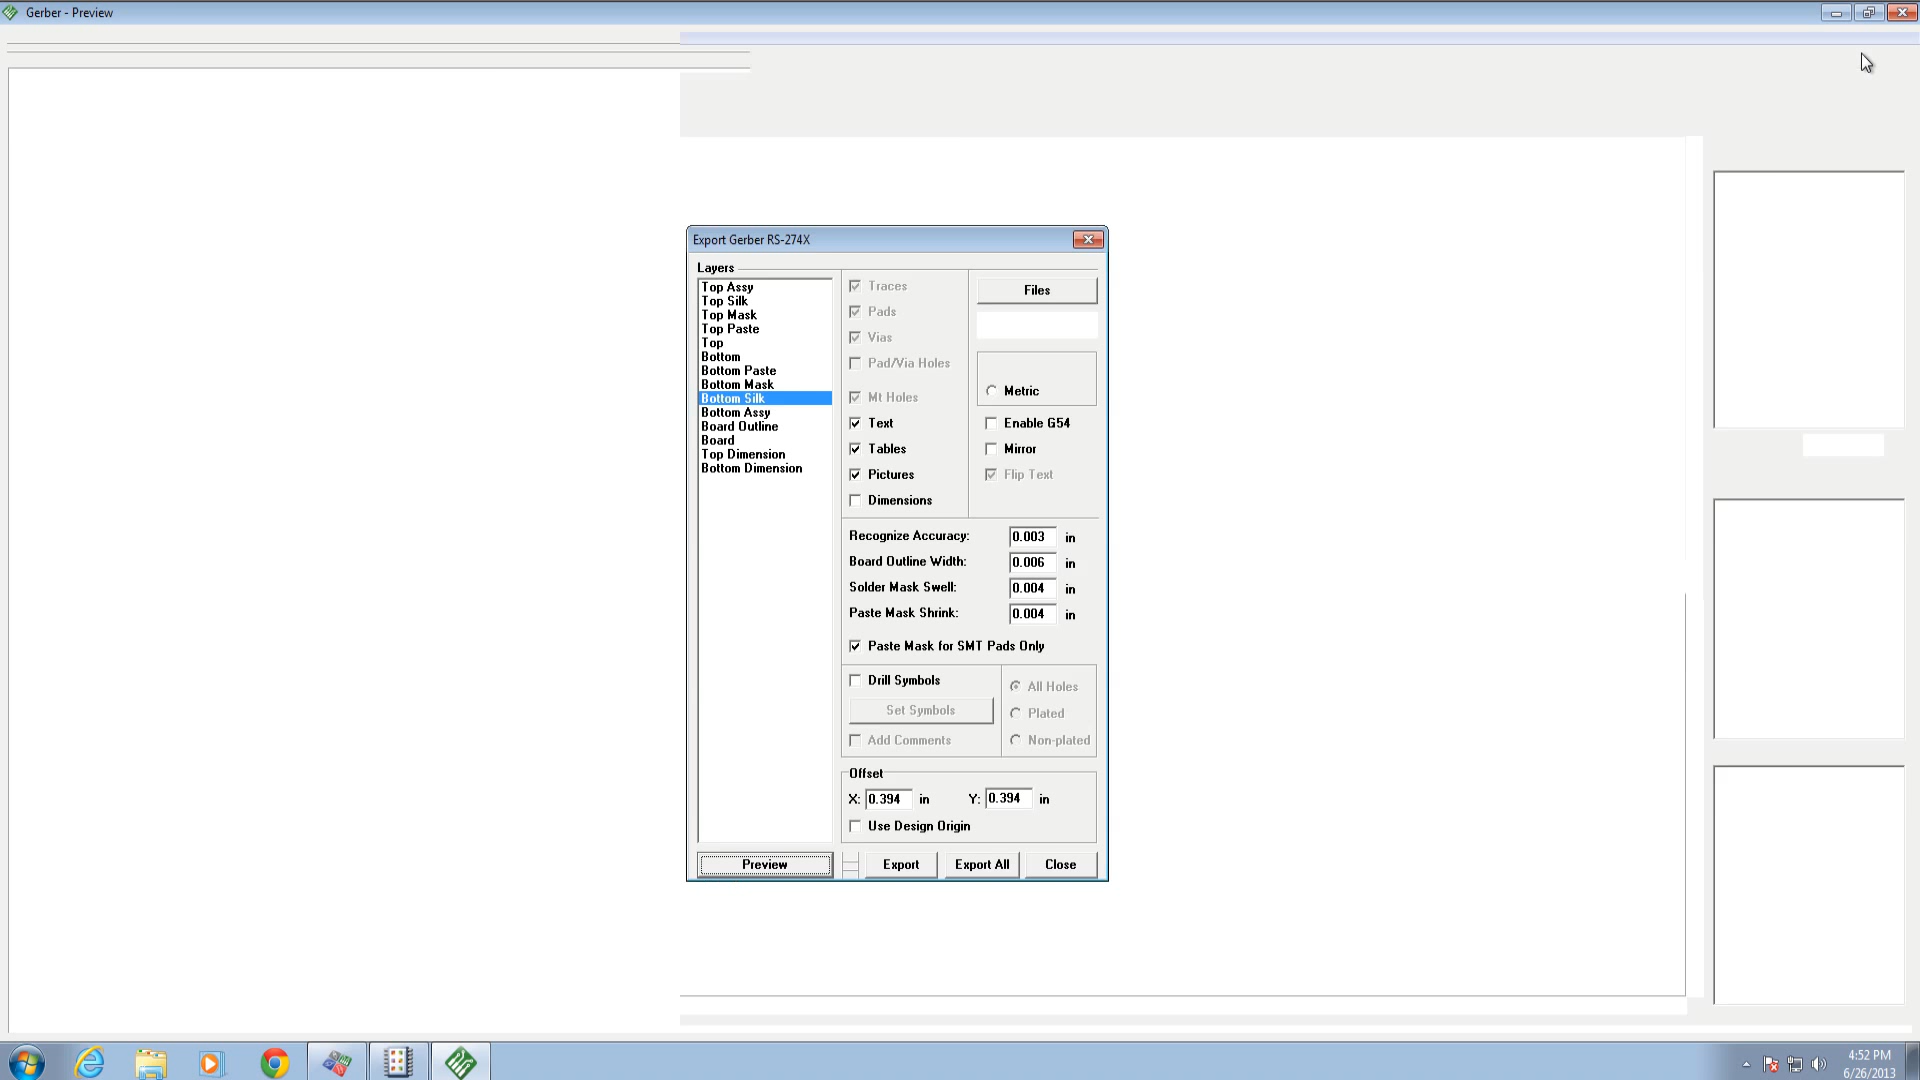 Gerber - Preview
Export Gerber RS-274X
Layers
Top Assy
Top Silk
Top Mask
Top Paste
Top
Bottom
Bottom Paste
Bottom Mask
Bottom Silk
Bottom Assy
Board Outline
Board
Top Dimension
Bottom Dimension
Traces
Pads
Vias
Pad/Via Holes
Mt Holes
Text
Tables
Pictures
Dimensions
Files
Metric
Enable G54
Mirror
Flip Text
Recognize Accuracy: 0.003 in
Board Outline Width: 0.006 in
Solder Mask Swell: 0.004 in
Paste Mask Shrink: 0.004 in
Paste Mask for SMT Pads Only
Drill Symbols
Set Symbols
Add Comments
All Holes
Plated
Non-plated
Offset
X: 0.394 in Y: 0.394 in
Use Design Origin
Preview Export Export All Close
4:52 PM
6/26/2013